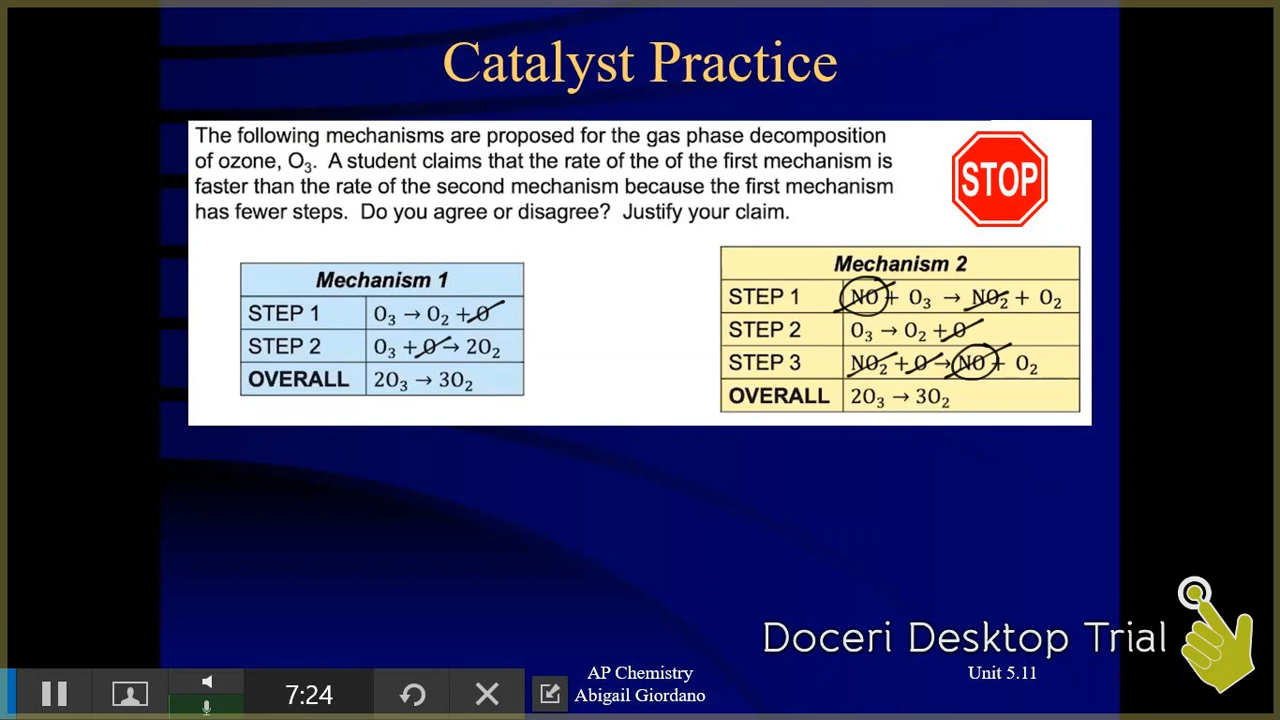 Catalyst Practice
The following mechanisms are proposed for the gas phase decomposition
of ozone, O₃. A student claims that the rate of the of the first mechanism is
faster than the rate of the second mechanism because the first mechanism
has fewer steps. Do you agree or disagree? Justify your claim.
STOP
Mechanism 1
STEP 1 O₃ → O₂ + O
STEP 2 O₃ + O → 2O₂
OVERALL 2O₃ → 3O₂
Mechanism 2
STEP 1 NO + O₃ → NO₂ + O₂
STEP 2 O₃ → O₂ + O
STEP 3 NO₂ + O → NO + O₂
OVERALL 2O₃ → 3O₂
Doceri Desktop Trial
7:24
AP Chemistry
Abigail Giordano
Unit 5.11